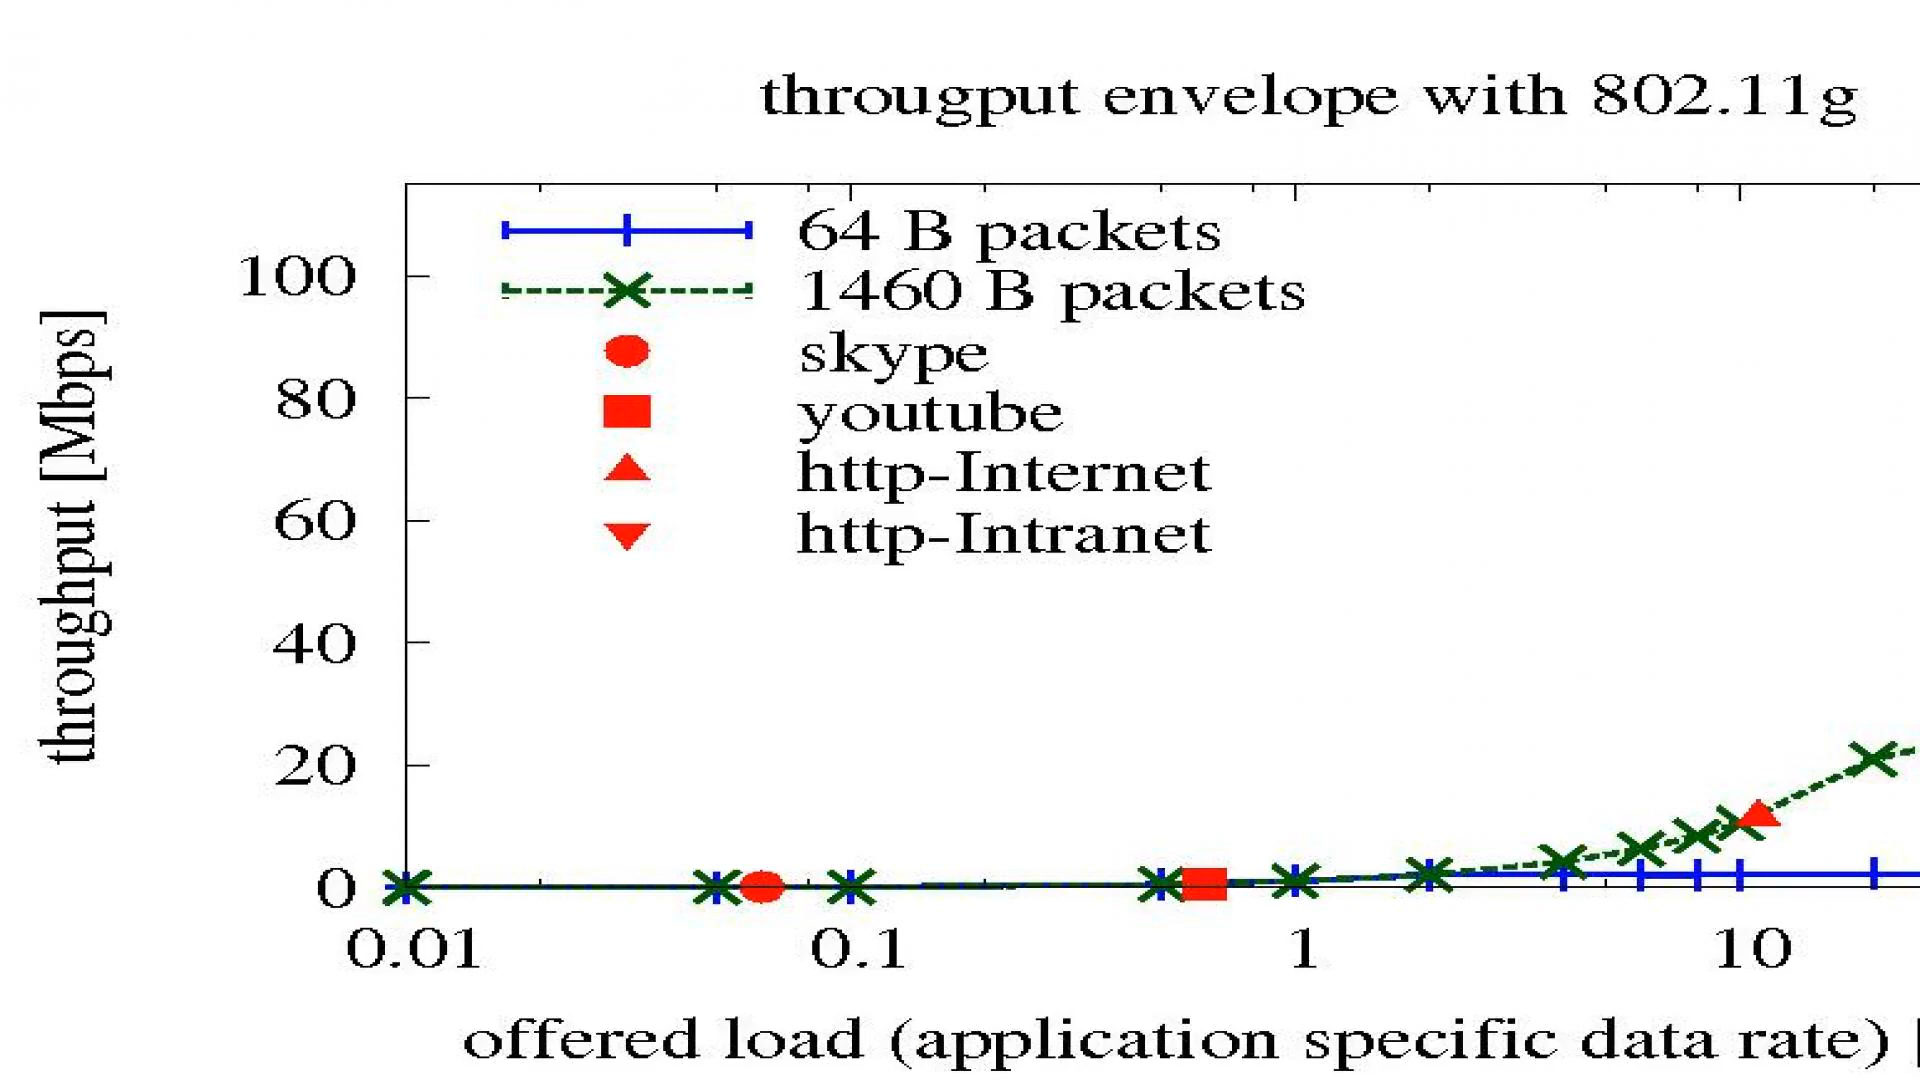 througput envelope with 802.11g
64 B packets
1460 B packets
skype
youtube
http-Internet
http-Intranet
throughput [Mbps]
100
80
60
40
20
0
0.01 0.1 1 10
offered load (application specific data rate) [